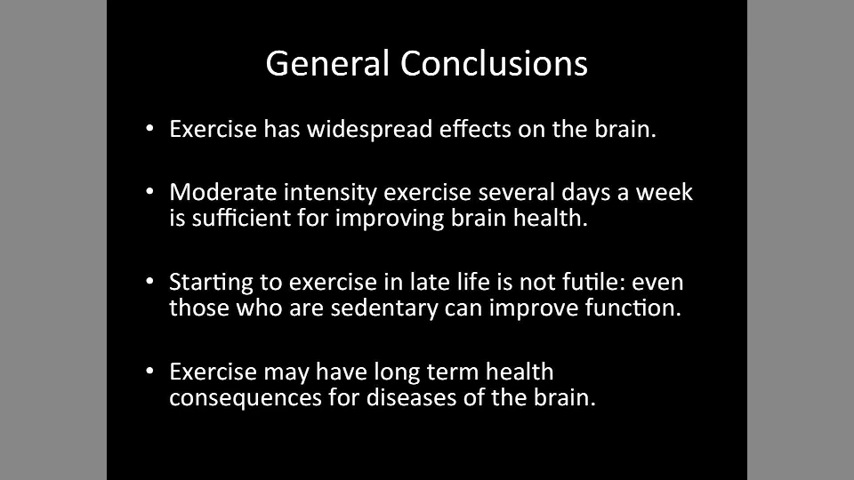 General Conclusions
• Exercise has widespread effects on the brain.
• Moderate intensity exercise several days a week
is sufficient for improving brain health.
• Starting to exercise in late life is not futile: even
those who are sedentary can improve function.
• Exercise may have long term health
consequences for diseases of the brain.